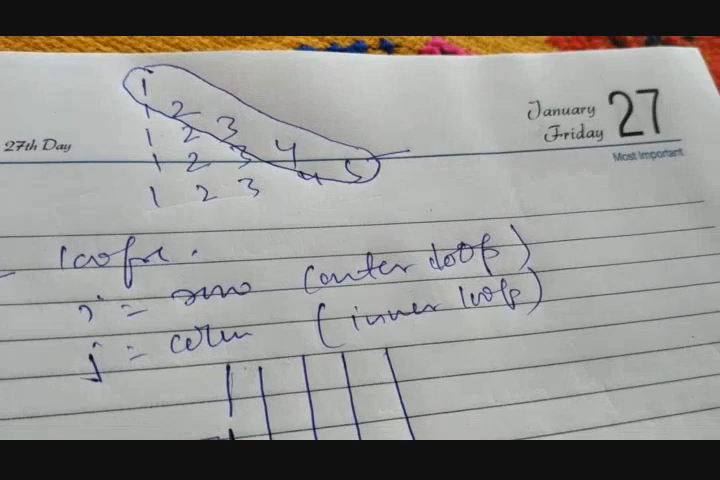 1
1 2
1 2 3
1 2 3 4
1 2 3 4 5
27th Day
January 27
Friday
Most Important
loops.
i = row (outer loop)
j = colu (inner loop)